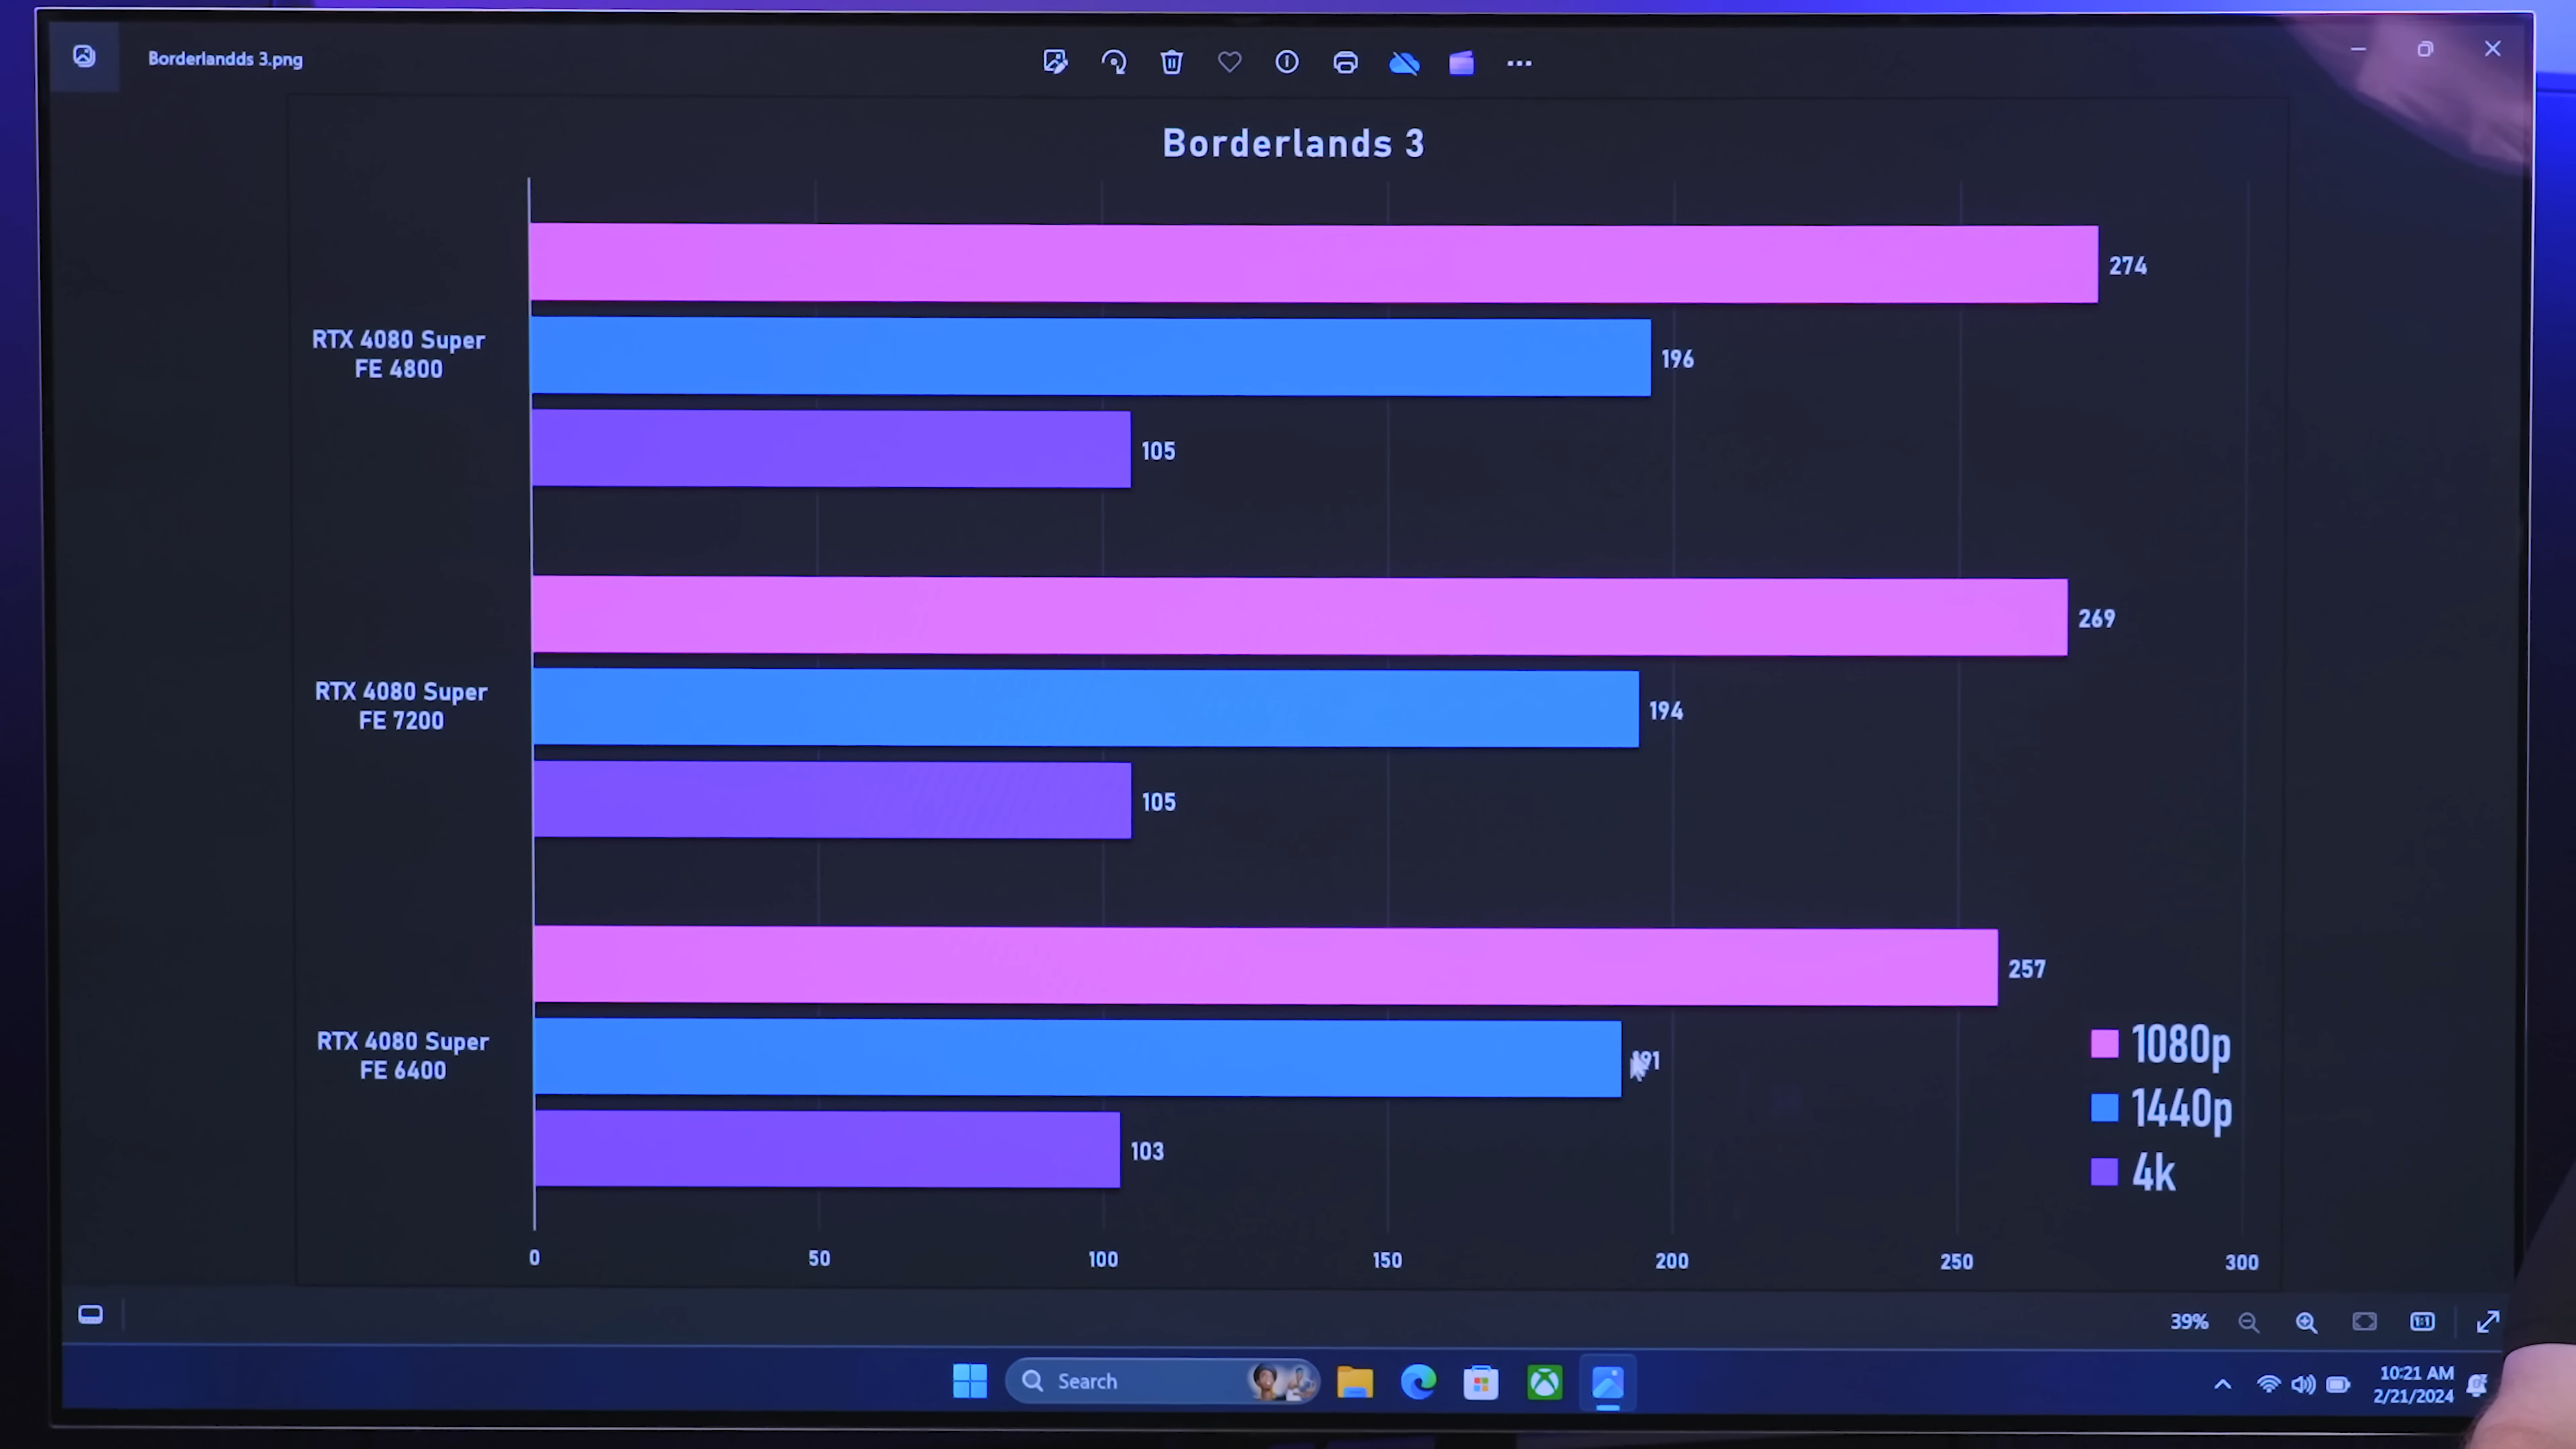 Borderlandds 3.png
Borderlands 3
274
RTX 4080 Super
FE 4800
196
105
269
RTX 4080 Super
FE 7200
194
105
257
RTX 4080 Super
FE 6400
191
103
1080p
1440p
4k
0 50 100 150 200 250 300
39%
Search
10:21 AM
2/21/2024